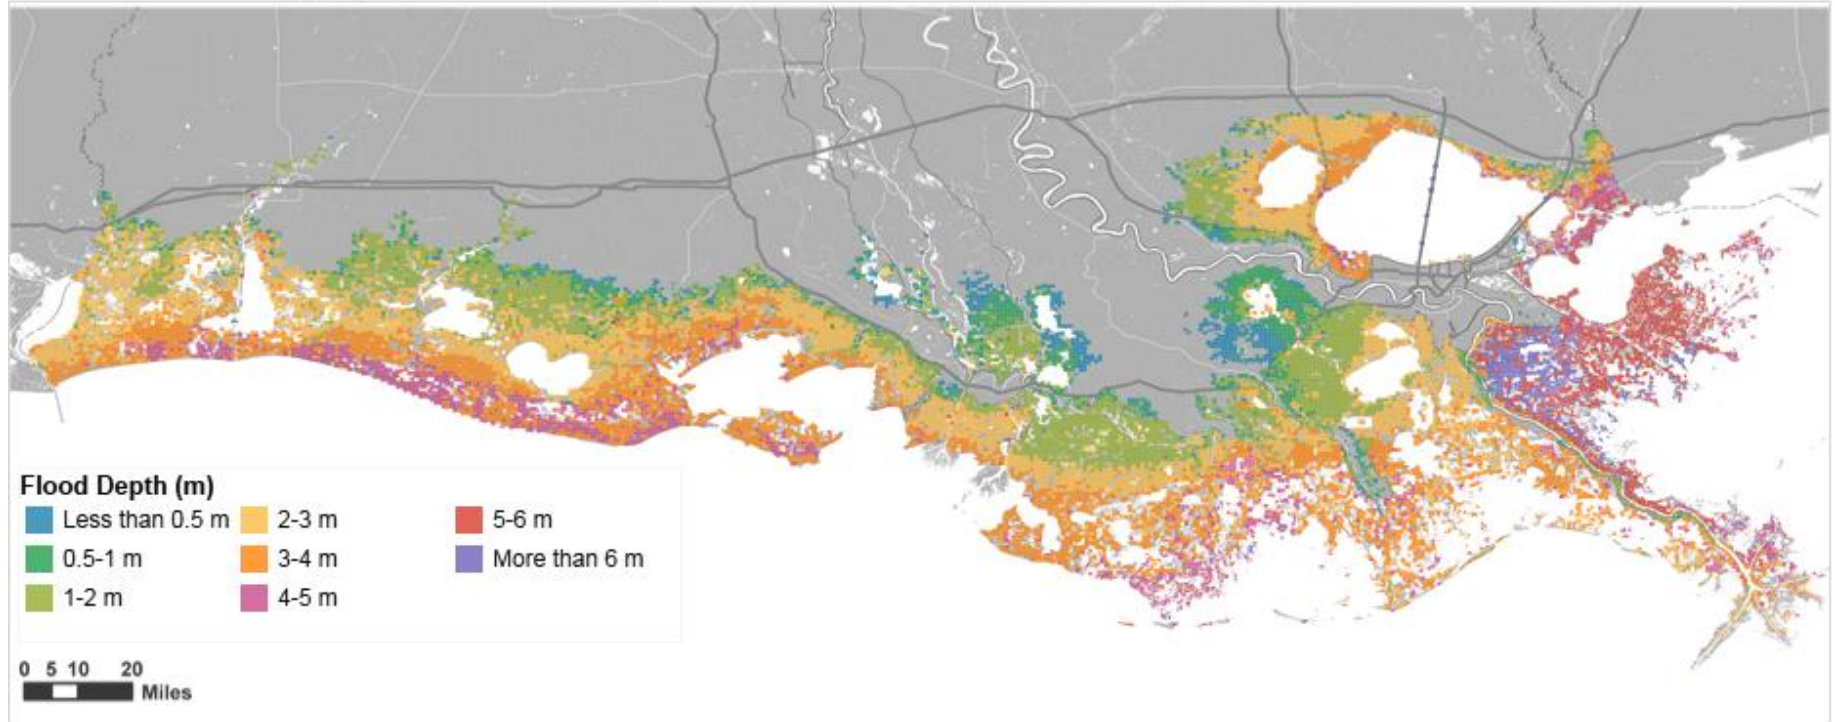 Flood Depth (m)
Less than 0.5 m 2-3 m 5-6 m
0.5-1 m 3-4 m More than 6 m
1-2 m 4-5 m
0 5 10 20
Miles